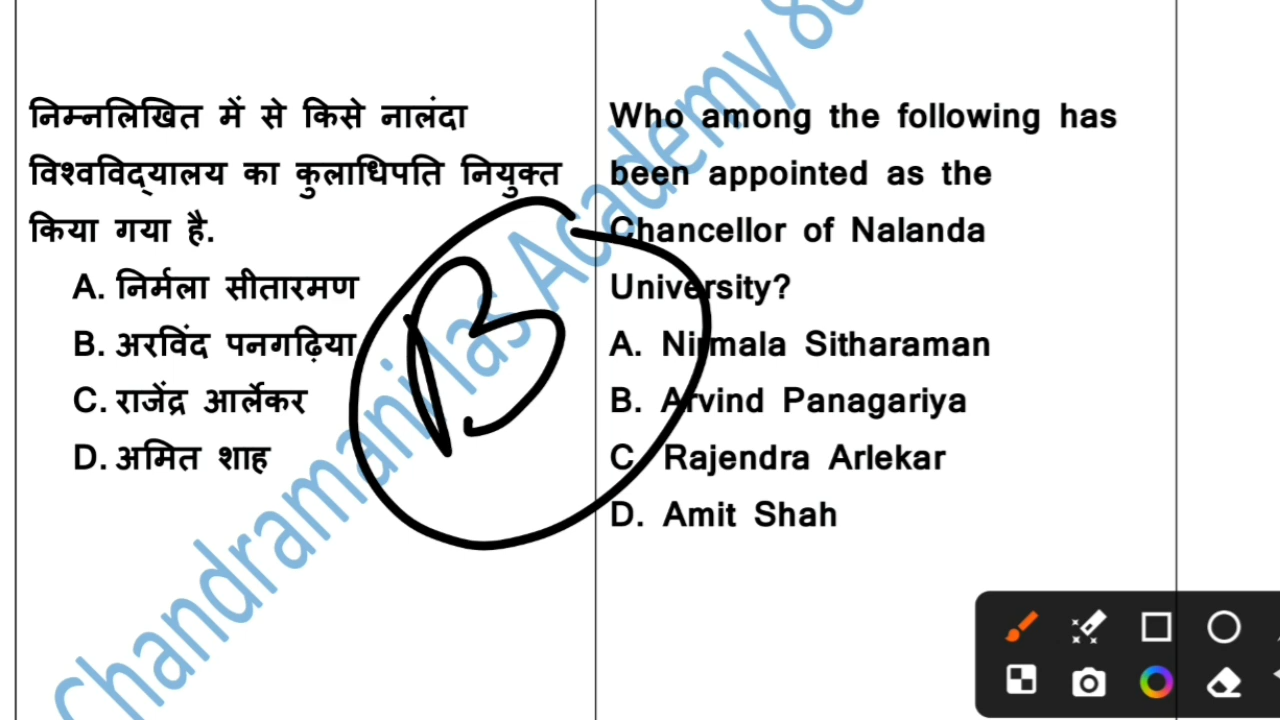 निम्नलिखित में से किसे नालंदा
विश्वविद्यालय का कुलाधिपति नियुक्त
किया गया है.
A. निर्मला सीतारमण
B. अरविंद पनगढ़िया
C. राजेंद्र आर्लेकर
D. अमित शाह
B
Who among the following has
been appointed as the
Chancellor of Nalanda
University?
A. Nirmala Sitharaman
B. Arvind Panagariya
C. Rajendra Arlekar
D. Amit Shah
Chandramani Ias Academy